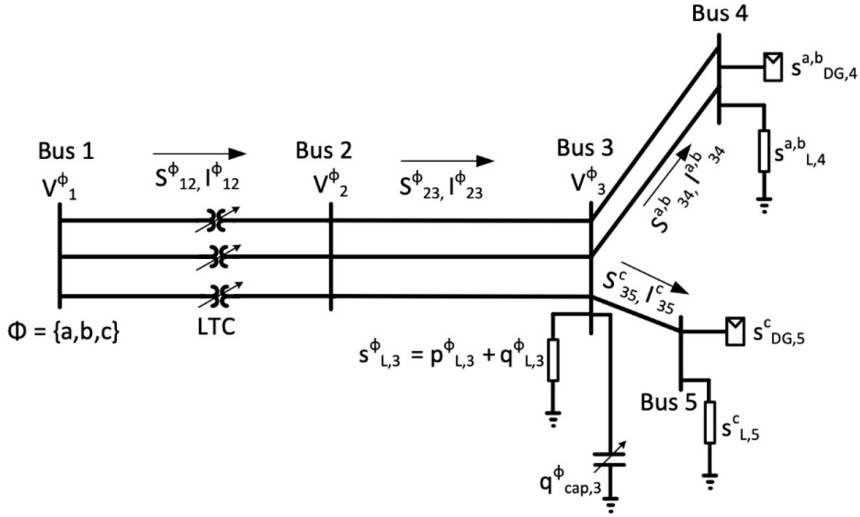 Bus 4
s^{a,b}_{DG,4}
Bus 1
V^ϕ_1
S^ϕ_{12}, I^ϕ_{12}
Bus 2
V^ϕ_2
S^ϕ_{23}, I^ϕ_{23}
Bus 3
V^ϕ_3
S^{a,b}_{34}, I^{a,b}_{34}
s^{a,b}_{L,4}
S^c_{35}, I^c_{35}
Φ = {a,b,c}
LTC
s^ϕ_{L,3} = p^ϕ_{L,3} + q^ϕ_{L,3}
s^c_{DG,5}
Bus 5
s^c_{L,5}
q^ϕ_{cap,3}